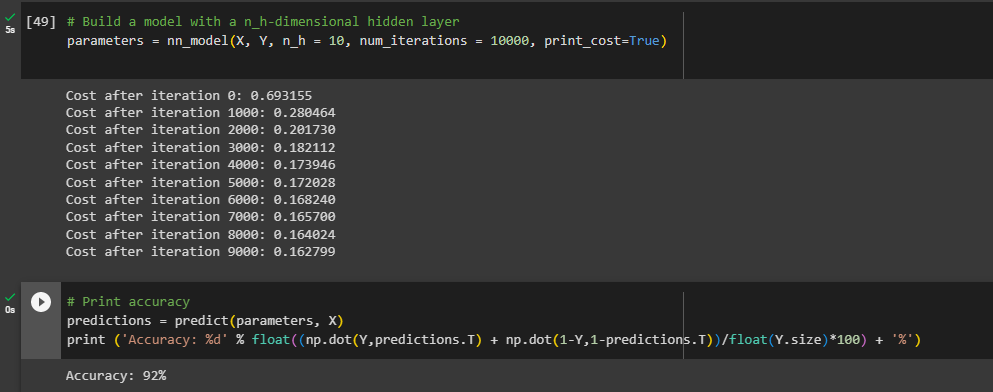 [49] # Build a model with a n_h-dimensional hidden layer
parameters = nn_model(X, Y, n_h = 10, num_iterations = 10000, print_cost=True)
5s
Cost after iteration 0: 0.693155
Cost after iteration 1000: 0.280464
Cost after iteration 2000: 0.201730
Cost after iteration 3000: 0.182112
Cost after iteration 4000: 0.173946
Cost after iteration 5000: 0.172028
Cost after iteration 6000: 0.168240
Cost after iteration 7000: 0.165700
Cost after iteration 8000: 0.164024
Cost after iteration 9000: 0.162799
# Print accuracy
0s
predictions = predict(parameters, X)
print ('Accuracy: %d' % float((np.dot(Y,predictions.T) + np.dot(1-Y,1-predictions.T))/float(Y.size)*100) + '%')
Accuracy: 92%